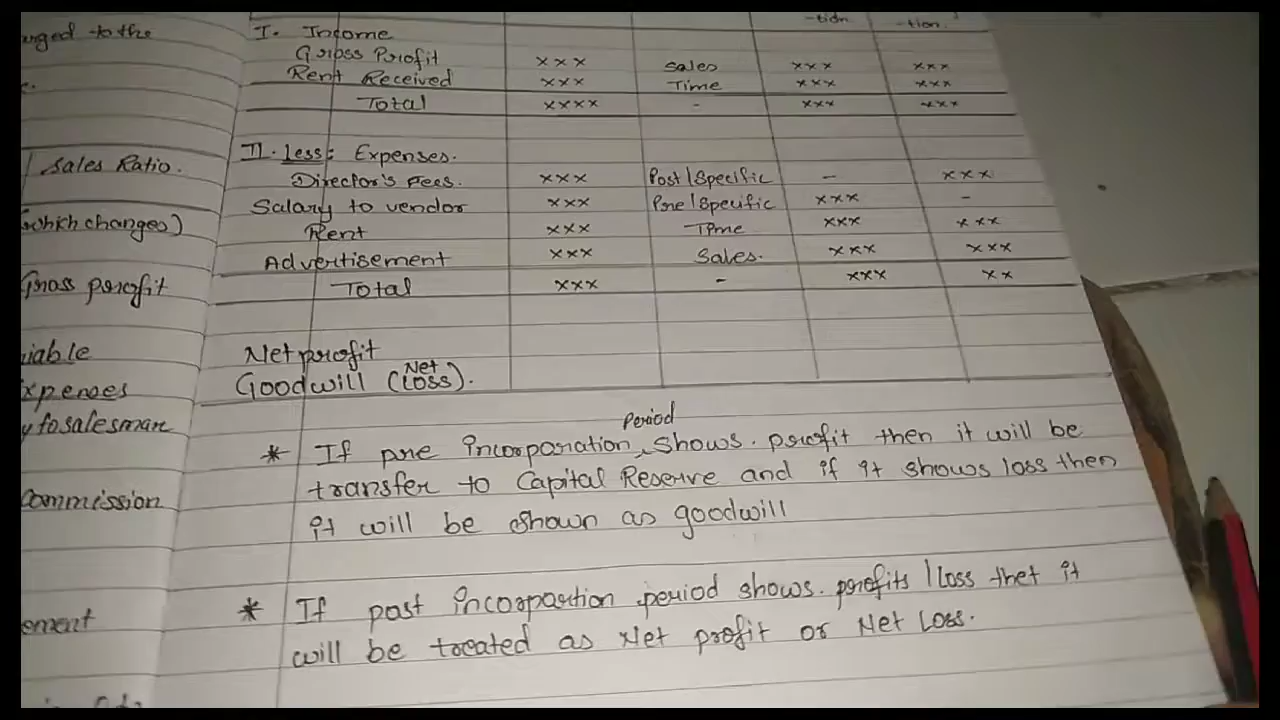 -tion -tion
arged to the
I. Income
Gross Profit xxx Sales xxx xxx
Rent Received xxx Time xxx xxx
Total xxxx - xxx xxx
Sales Ratio.
II. Less: Expenses.
Director's Fees. xxx Post/Specific - xxx
Salary to vendor xxx Pre/Specific xxx -
(which changes)
Rent xxx Time xxx xxx
Advertisement xxx Sales. xxx xxx
Gross profit
Total xxx - xxx xx
iable
Net profit
Goodwill (Net Loss).
xpenses
y to salesman
* If pre incorporation Period shows. profit then it will be
transfer to Capital Reserve and if it shows loss then
it will be shown as goodwill
Commission
* If post incorpoartion period shows. profits / loss thet it
will be treated as Net profit or Net Loss.
ement